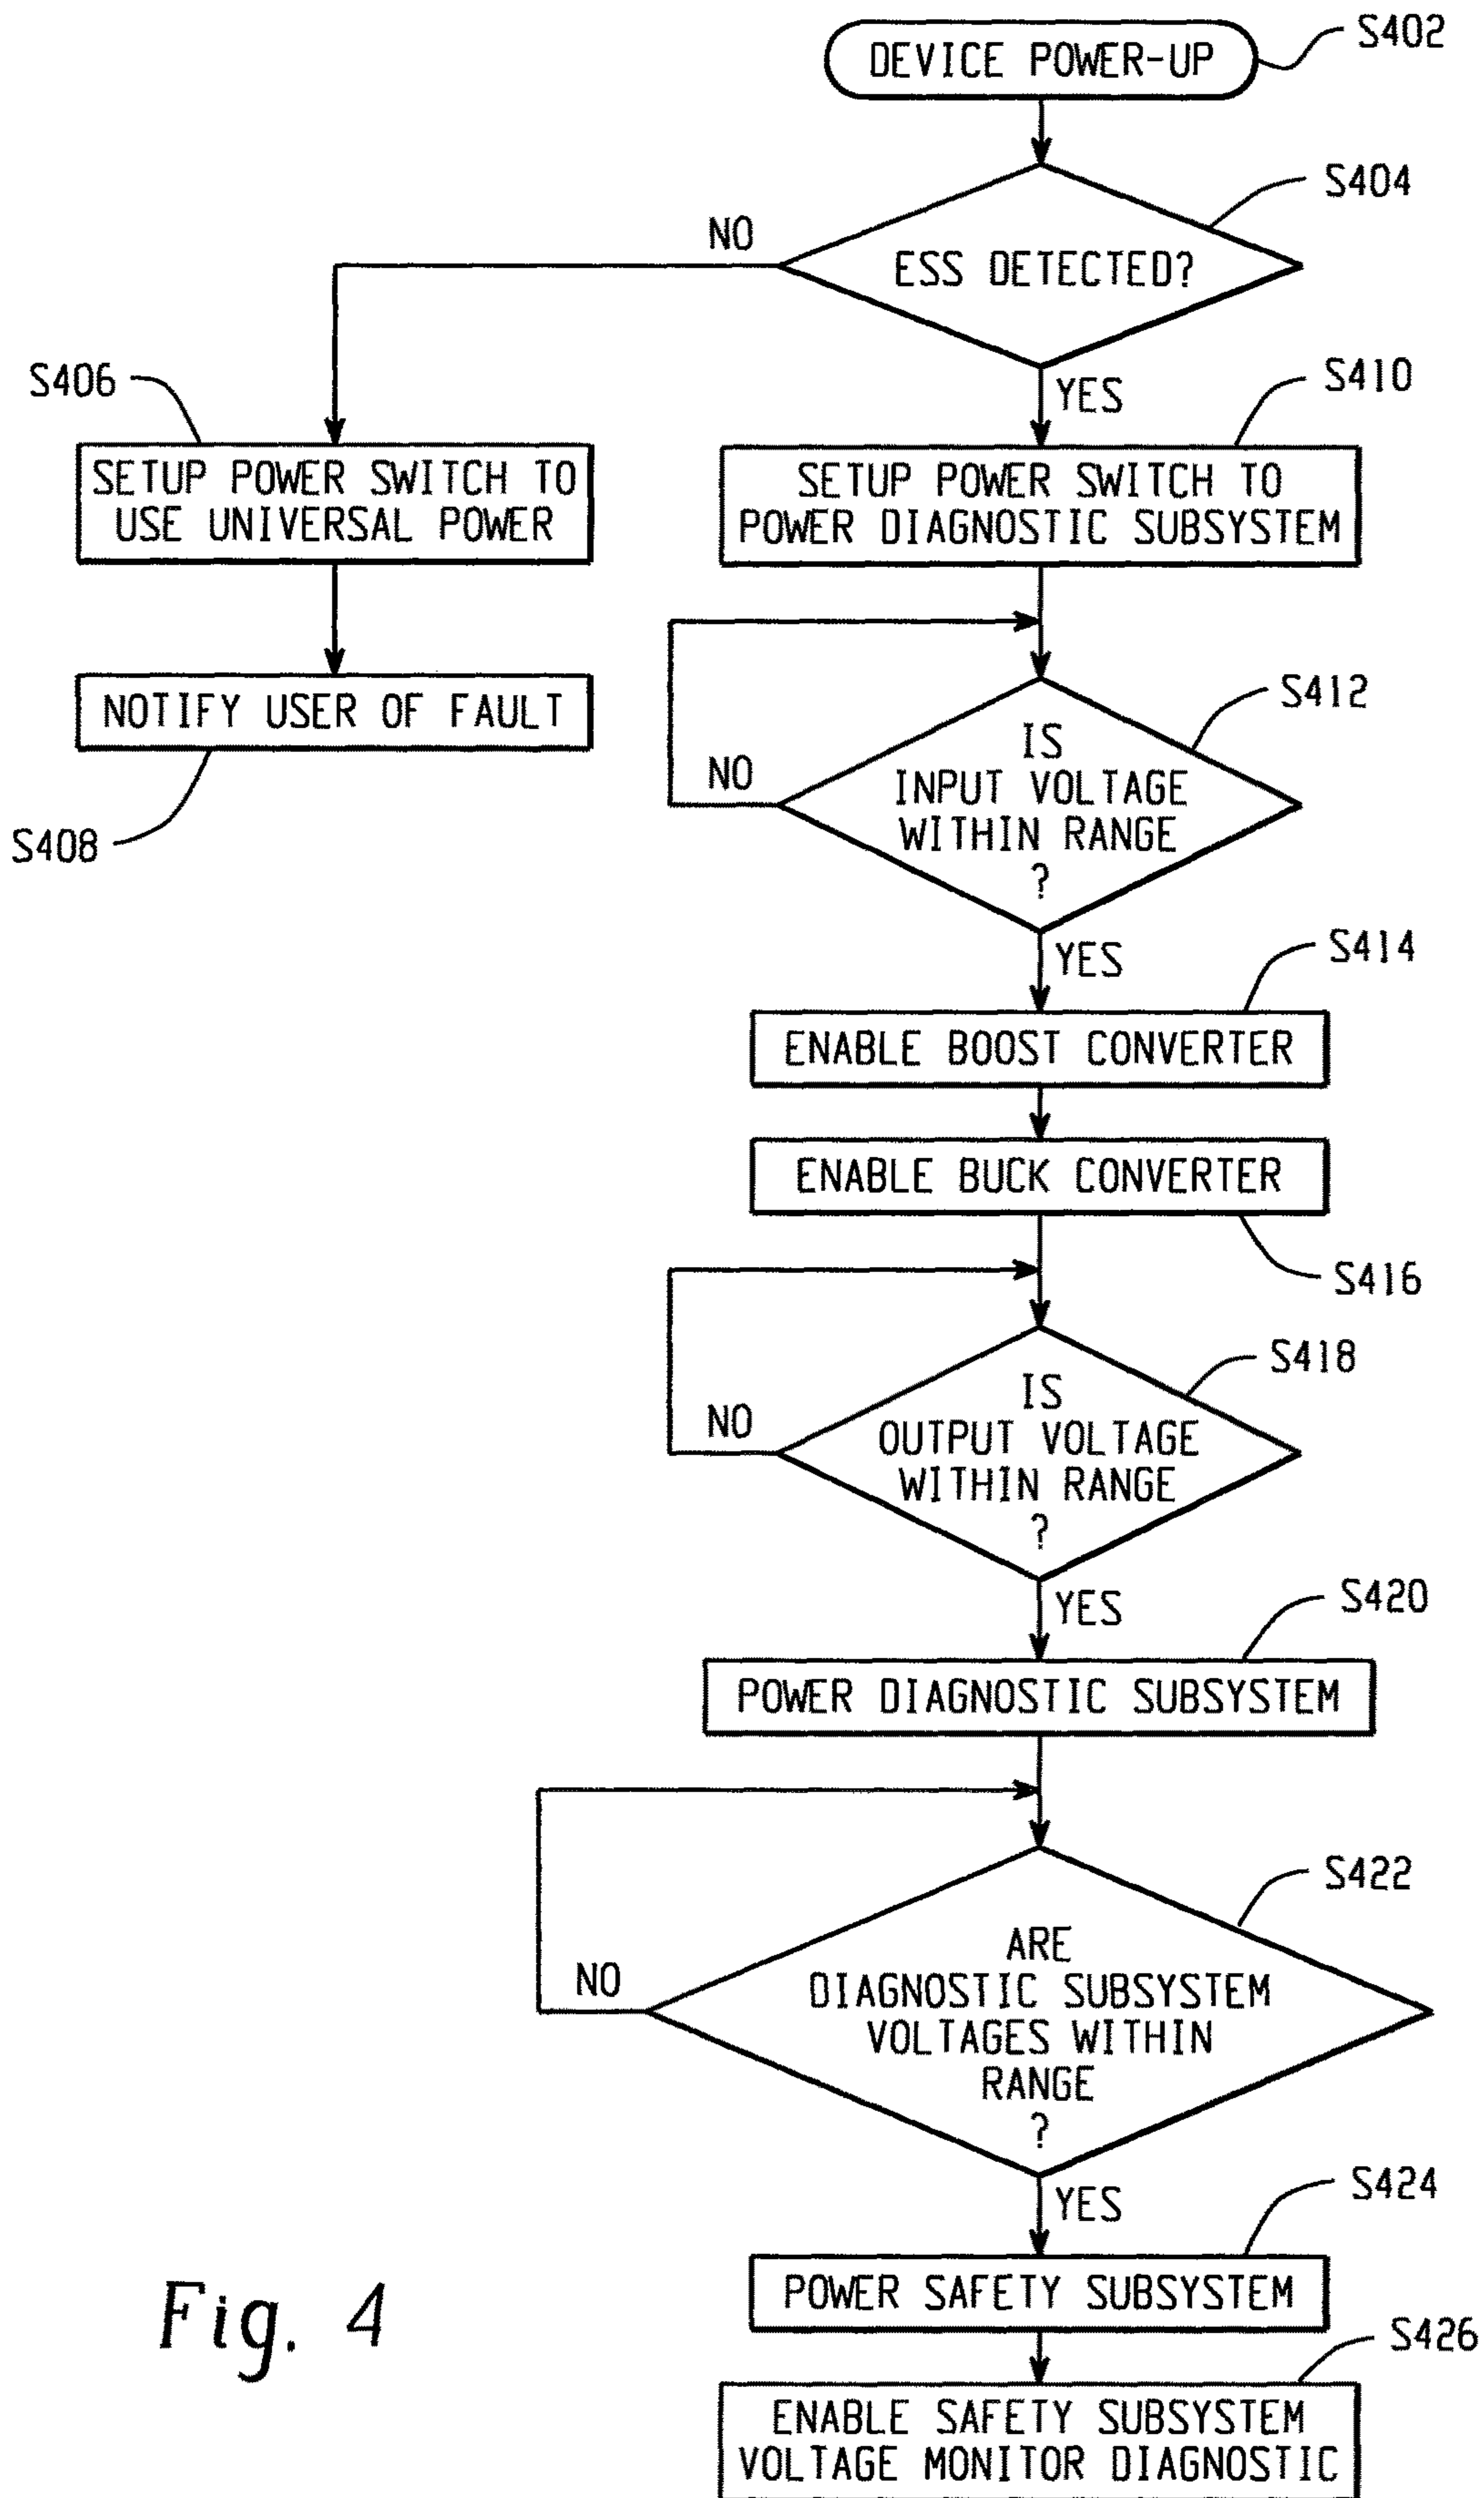 DEVICE POWER-UP
S402
S404
NO
ESS DETECTED?
S406
YES
S410
SETUP POWER SWITCH TO
USE UNIVERSAL POWER
SETUP POWER SWITCH TO
POWER DIAGNOSTIC SUBSYSTEM
NOTIFY USER OF FAULT
S408
S412
NO
IS
INPUT VOLTAGE
WITHIN RANGE
?
YES
S414
ENABLE BOOST CONVERTER
ENABLE BUCK CONVERTER
S416
S418
NO
IS
OUTPUT VOLTAGE
WITHIN RANGE
?
YES
S420
POWER DIAGNOSTIC SUBSYSTEM
S422
NO
ARE
DIAGNOSTIC SUBSYSTEM
VOLTAGES WITHIN
RANGE
?
YES
S424
POWER SAFETY SUBSYSTEM
S426
ENABLE SAFETY SUBSYSTEM
VOLTAGE MONITOR DIAGNOSTIC
Fig. 4